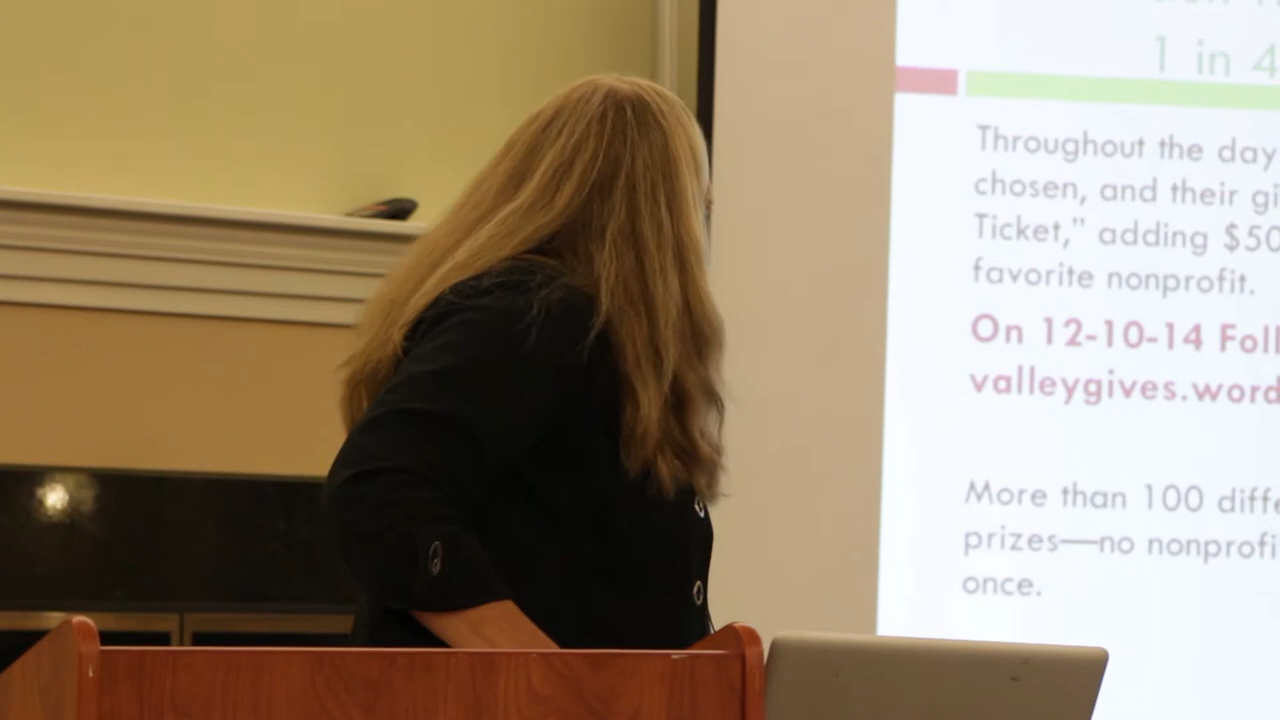 1 in 4
Throughout the day
chosen, and their gi
Ticket," adding $50
favorite nonprofit.
On 12-10-14 Foll
valleygives.word
More than 100 diffe
prizes—no nonprofi
once.